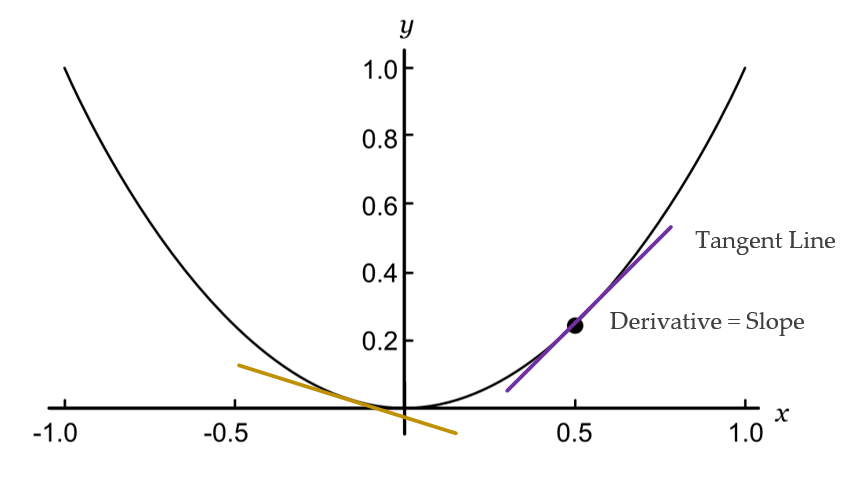 y
1.0
0.8
0.6
Tangent Line
0.4
Derivative = Slope
0.2
x
-1.0 -0.5 0.5 1.0